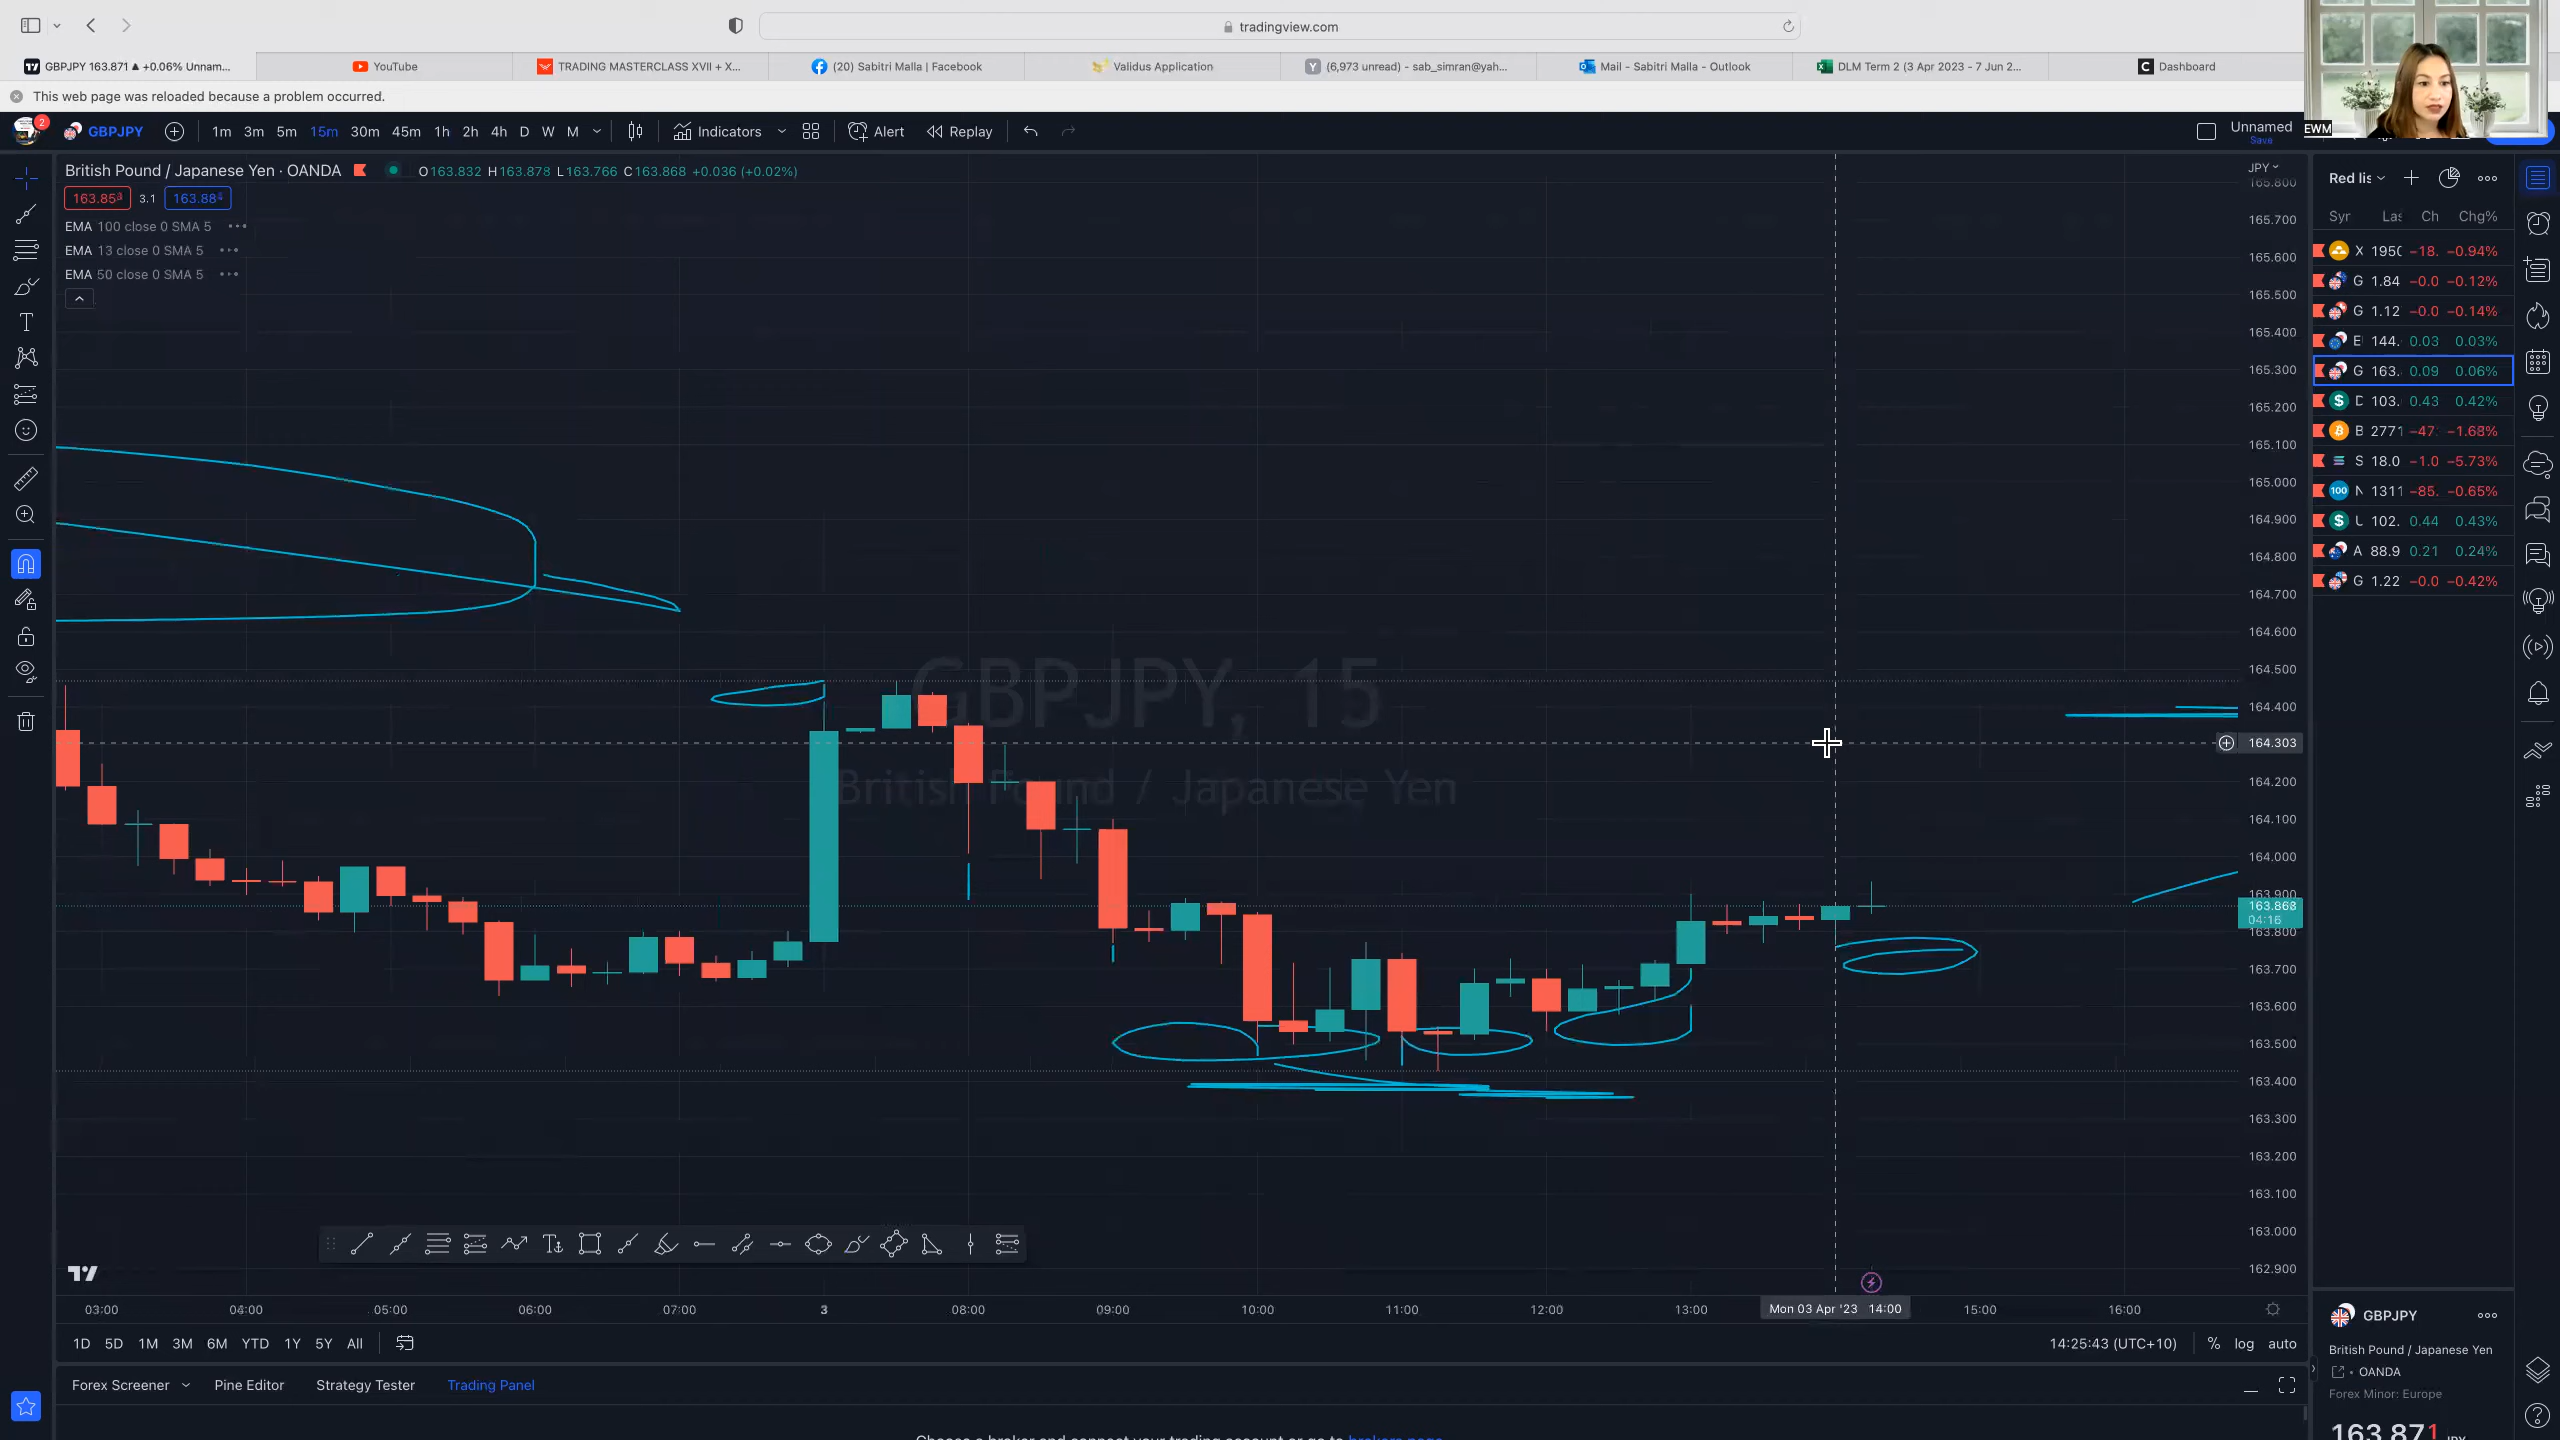 tradingview.com
GBPJPY 163.871 ▲ +0.06% Unnam...
YouTube
TRADING MASTERCLASS XVII + X...
(20) Sabitri Malla | Facebook
Validus Application
(6,973 unread) - sab_simran@yah...
Mail - Sabitri Malla - Outlook
DLM Term 2 (3 Apr 2023 - 7 Jun 2...
Dashboard
This web page was reloaded because a problem occurred.
2
GBPJPY 1m 3m 5m 15m 30m 45m 1h 2h 4h D W M Indicators Alert Replay
Unnamed
Save
EWM
British Pound / Japanese Yen · OANDA O163.832 H163.878 L163.766 C163.868 +0.036 (+0.02%)
163.853 3.1
EMA 100 close 0 SMA 5
EMA 13 close 0 SMA 5
EMA 50 close 0 SMA 5
GBPJPY, 15
British Pound / Japanese Yen
JPY
165.800
165.700
165.600
165.500
165.400
165.300
165.200
165.100
165.000
164.900
164.800
164.700
164.600
164.500
164.400
164.303
164.200
164.100
164.000
163.900
163.868
04:16
163.800
163.700
163.600
163.500
163.400
163.300
163.200
163.100
163.000
162.900
Red lis
Syr Las Ch Chg%
X 1950 −18. −0.94%
G 1.84 −0.0 −0.12%
G 1.12 −0.0 −0.14%
E 144. 0.03 0.03%
G 163. 0.09 0.06%
D 103. 0.43 0.42%
B 2771 −47 −1.68%
S 18.0 −1.0 −5.73%
100 N 1311 −85. −0.65%
U 102. 0.44 0.43%
A 88.9 0.21 0.24%
G 1.22 −0.0 −0.42%
03:00 04:00 05:00 06:00 07:00 3 08:00 09:00 10:00 11:00 12:00 13:00 Mon 03 Apr '23 14:00 15:00 16:00
1D 5D 1M 3M 6M YTD 1Y 5Y All
14:25:43 (UTC+10) % log auto
Forex Screener Pine Editor Strategy Tester Trading Panel
GBPJPY
British Pound / Japanese Yen
OANDA
Forex Minor: Europe
163.871 JPY
Choose a broker and connect your trading account or go to brokers page